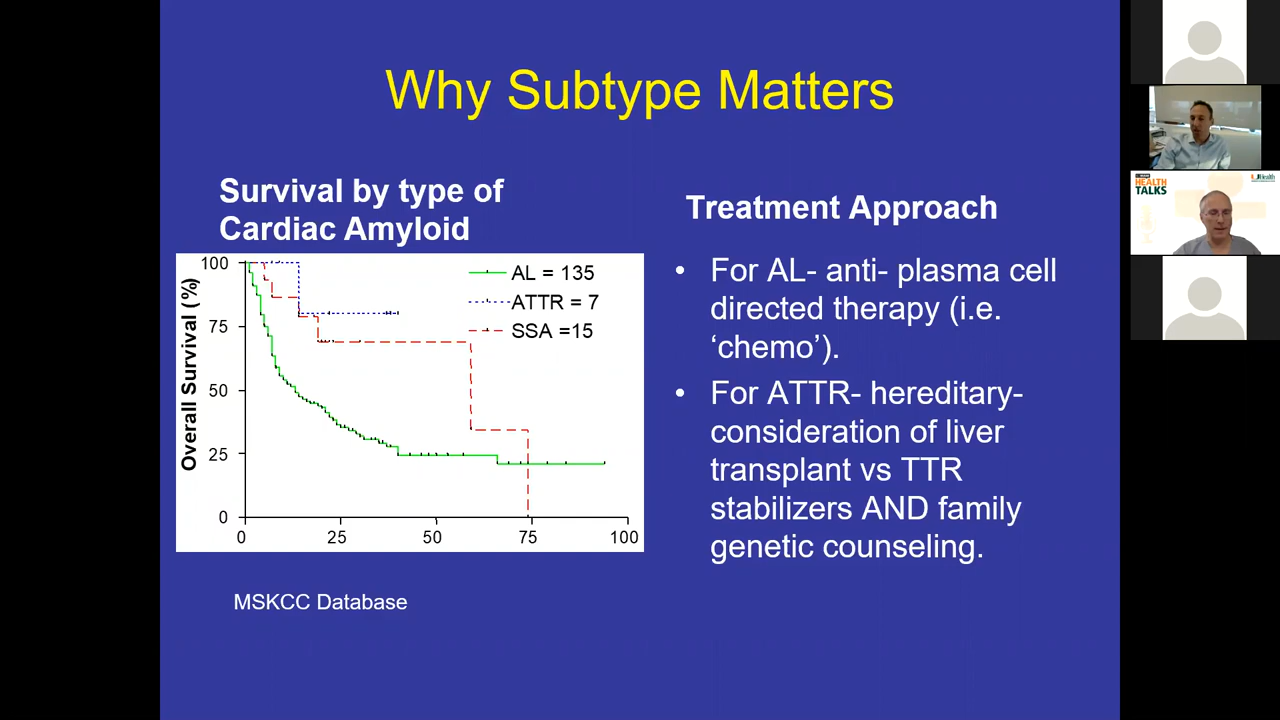 Why Subtype Matters
Survival by type of
Cardiac Amyloid
Overall Survival (%)
100
75
50
25
0
0 25 50 75 100
AL = 135
ATTR = 7
SSA =15
MSKCC Database
Treatment Approach
• For AL- anti- plasma cell
directed therapy (i.e.
‘chemo’).
• For ATTR- hereditary-
consideration of liver
transplant vs TTR
stabilizers AND family
genetic counseling.
HEALTH
TALKS
UHealth